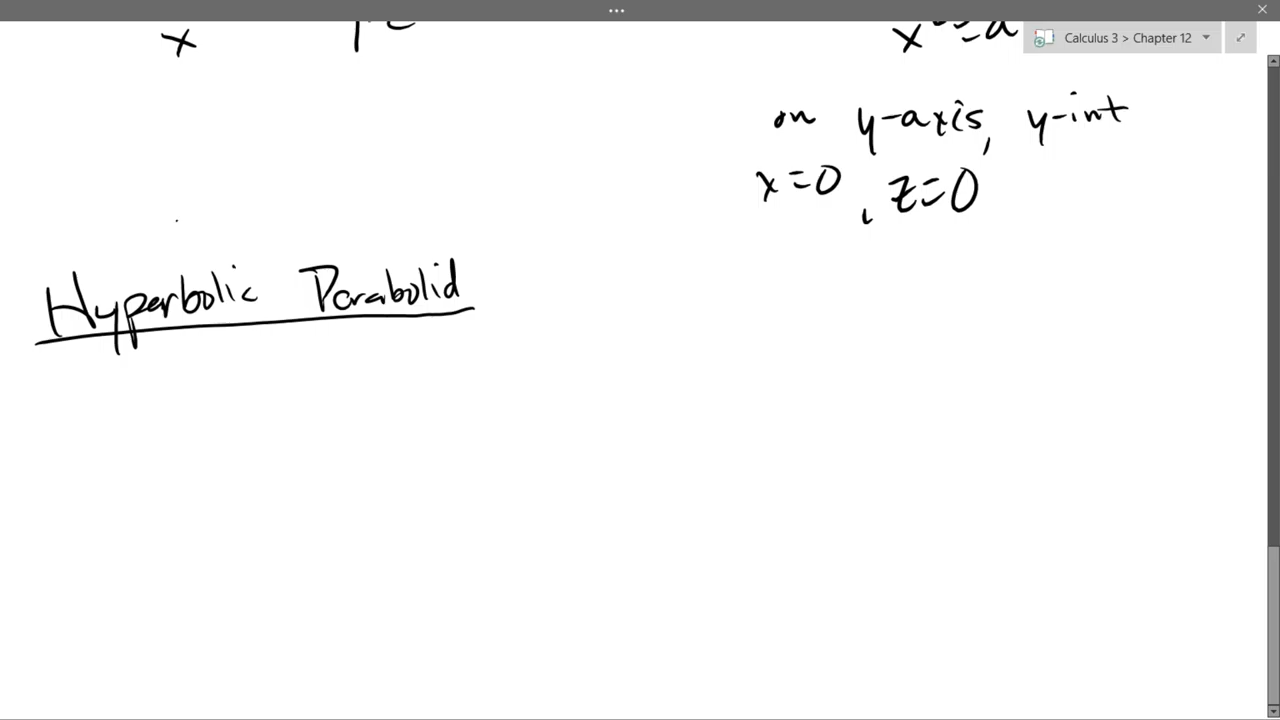 Calculus 3 > Chapter 12
x
on y-axis, y-int
x=0, z=0
Hyperbolic Parabolid